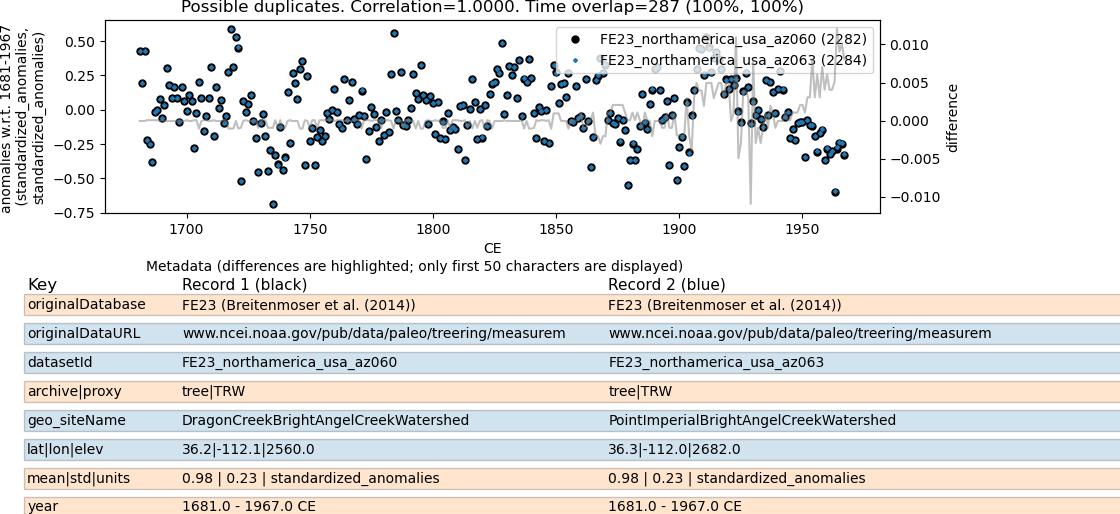 Possible duplicates. Correlation=1.0000. Time overlap=287 (100%, 100%)
anomalies w.r.t. 1681-1967
(standardized_anomalies,
standardized_anomalies)
0.50
0.25
0.00
−0.25
−0.50
−0.75
FE23_northamerica_usa_az060 (2282)
FE23_northamerica_usa_az063 (2284)
0.010
0.005
0.000
−0.005
−0.010
difference
1700 1750 1800 1850 1900 1950
CE
Metadata (differences are highlighted; only first 50 characters are displayed)
Key Record 1 (black) Record 2 (blue)
originalDatabase FE23 (Breitenmoser et al. (2014)) FE23 (Breitenmoser et al. (2014))
originalDataURL www.ncei.noaa.gov/pub/data/paleo/treering/measurem www.ncei.noaa.gov/pub/data/paleo/treering/measurem
datasetId FE23_northamerica_usa_az060 FE23_northamerica_usa_az063
archive|proxy tree|TRW tree|TRW
geo_siteName DragonCreekBrightAngelCreekWatershed PointImperialBrightAngelCreekWatershed
lat|lon|elev 36.2|-112.1|2560.0 36.3|-112.0|2682.0
mean|std|units 0.98 | 0.23 | standardized_anomalies 0.98 | 0.23 | standardized_anomalies
year 1681.0 - 1967.0 CE 1681.0 - 1967.0 CE